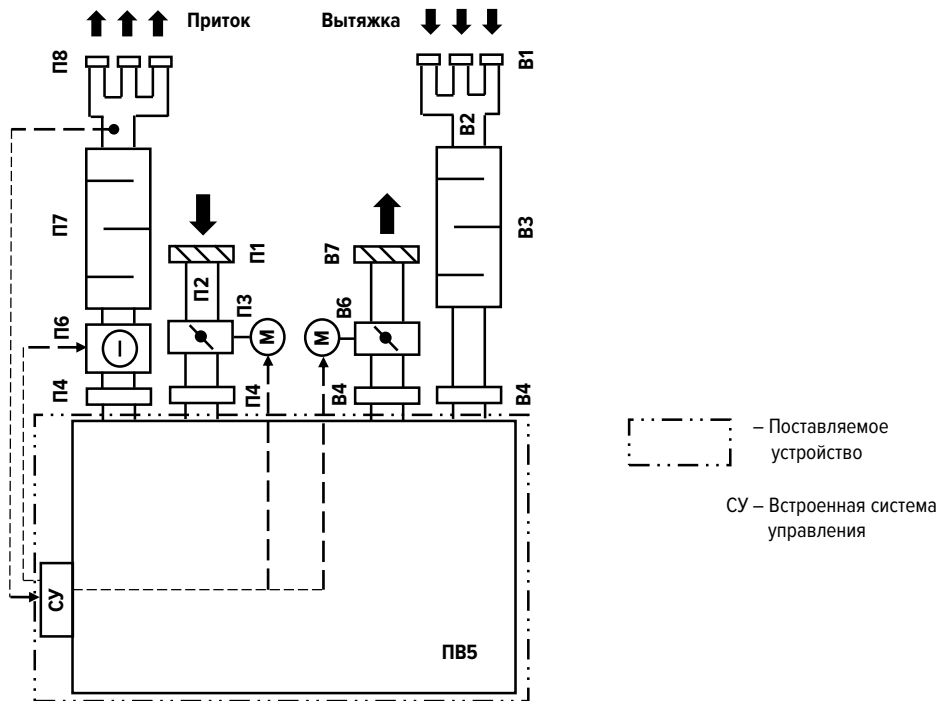 Приток
Вытяжка
П8
В1
В2
П7
В3
П1
В7
П2
П3
В6
М
М
П6
I
П4
П4
В4
В4
СУ
ПВ5
– Поставляемое
устройство
СУ – Встроенная система
управления